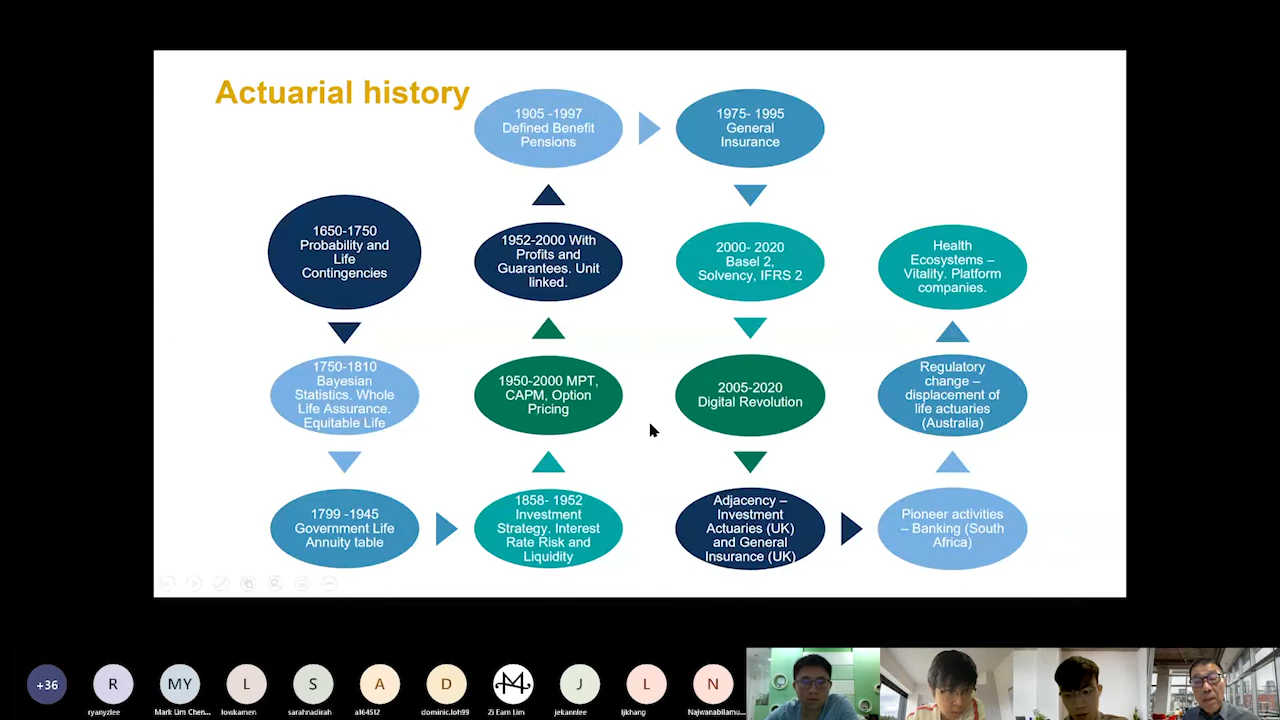 Actuarial history
1650-1750
Probability and
Life
Contingencies
1750-1810
Bayesian
Statistics. Whole
Life Assurance.
Equitable Life
1799 -1945
Government Life
Annuity table
1858- 1952
Investment
Strategy. Interest
Rate Risk and
Liquidity
1950-2000 MPT,
CAPM, Option
Pricing
1952-2000 With
Profits and
Guarantees. Unit
linked.
1905 -1997
Defined Benefit
Pensions
1975- 1995
General
Insurance
2000- 2020
Basel 2,
Solvency, IFRS 2
2005-2020
Digital Revolution
Adjacency –
Investment
Actuaries (UK)
and General
Insurance (UK)
Pioneer activities
– Banking (South
Africa)
Regulatory
change –
displacement of
life actuaries
(Australia)
Health
Ecosystems –
Vitality. Platform
companies.
+36
R
MY
L
S
A
D
J
L
N
ryanyzlee
Mark Lim Chen...
lowkamen
sarahnadirah
a164512
dominic.loh99
Zi Eam Lim
jekannlee
ljkhang
Najwanabilamu...